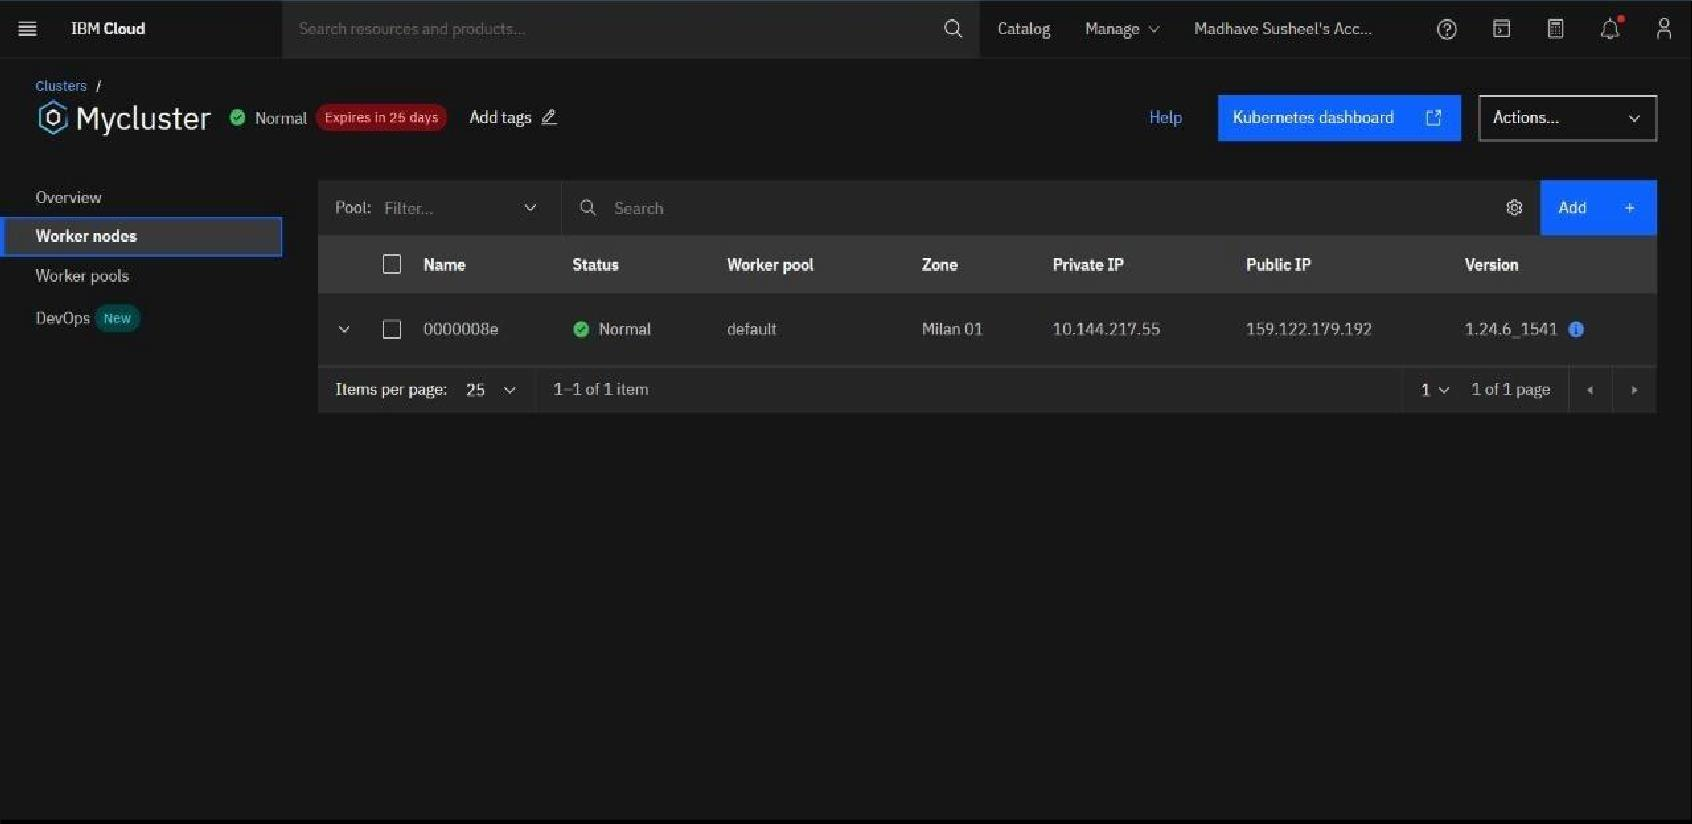 IBM Cloud
Search resources and products...
Catalog
Manage
Madhave Susheel's Acc...
Clusters /
Mycluster
Normal
Expires in 25 days
Add tags
Help
Kubernetes dashboard
Actions...
Overview
Worker nodes
Worker pools
DevOps New
Pool: Filter...
Search
Add +
Name Status Worker pool Zone Private IP Public IP Version
0000008e Normal default Milan 01 10.144.217.55 159.122.179.192 1.24.6_1541
Items per page: 25 1–1 of 1 item 1 1 of 1 page